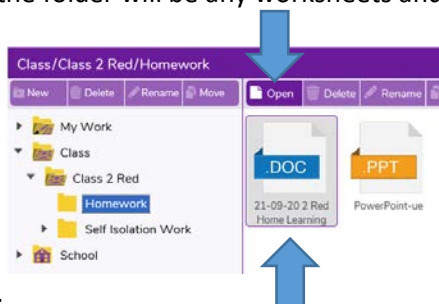 the folder will be any worksheets and
Class/Class 2 Red/Homework
New Delete Rename Move Open Delete Rename
My Work
Class
Class 2 Red
Homework
Self Isolation Work
School
.DOC
.PPT
21-09-20 2 Red
Home Learning
PowerPoint-ue